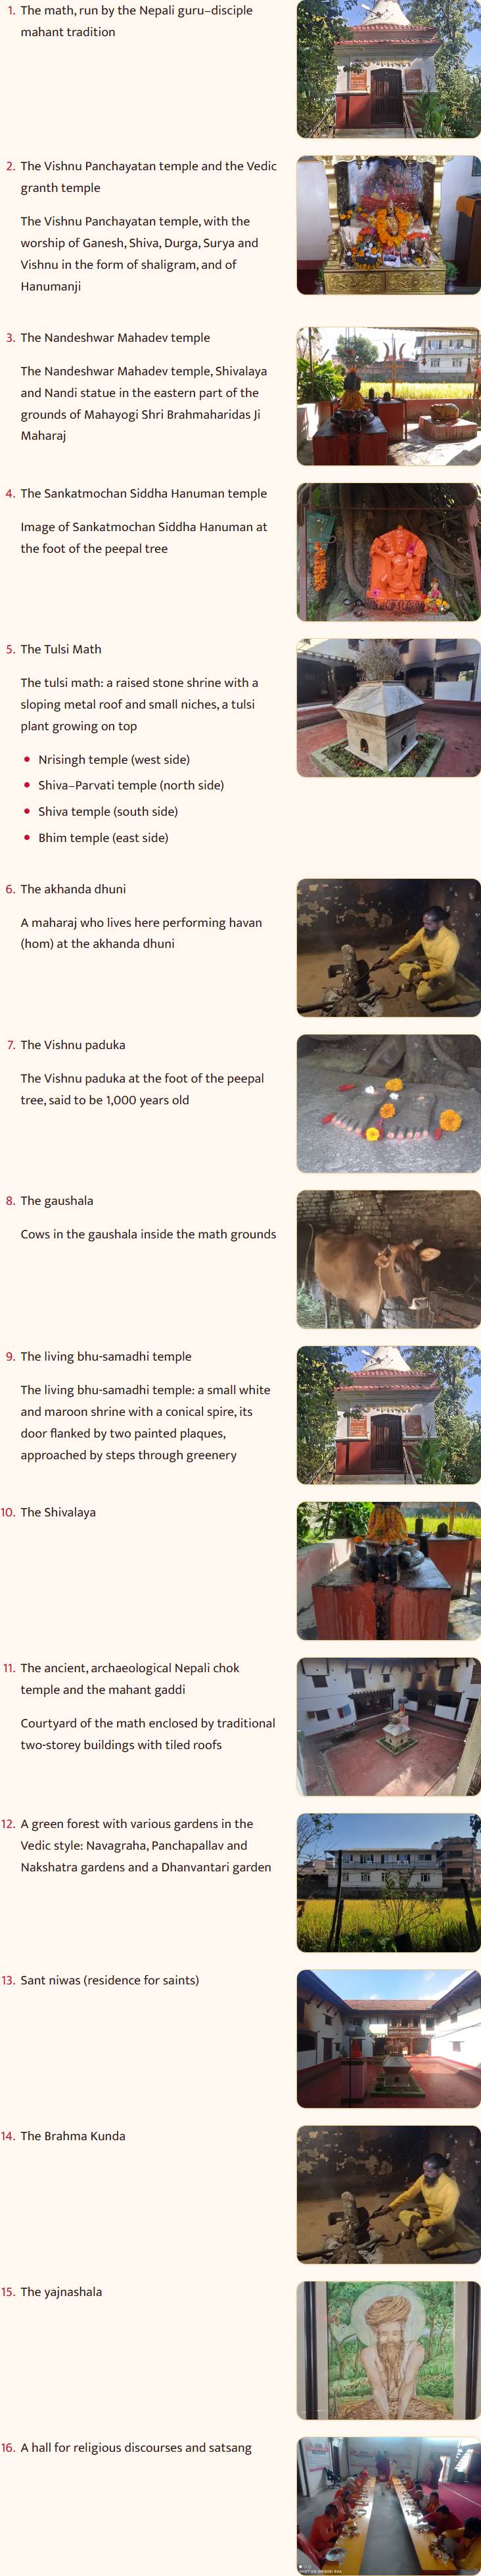 1. The math, run by the Nepali guru–disciple
mahant tradition
2. The Vishnu Panchayatan temple and the Vedic
granth temple
The Vishnu Panchayatan temple, with the
worship of Ganesh, Shiva, Durga, Surya and
Vishnu in the form of shaligram, and of
Hanumanji
3. The Nandeshwar Mahadev temple
The Nandeshwar Mahadev temple, Shivalaya
and Nandi statue in the eastern part of the
grounds of Mahayogi Shri Brahmaharidas Ji
Maharaj
4. The Sankatmochan Siddha Hanuman temple
Image of Sankatmochan Siddha Hanuman at
the foot of the peepal tree
5. The Tulsi Math
The tulsi math: a raised stone shrine with a
sloping metal roof and small niches, a tulsi
plant growing on top
• Nrisingh temple (west side)
• Shiva–Parvati temple (north side)
• Shiva temple (south side)
• Bhim temple (east side)
6. The akhanda dhuni
A maharaj who lives here performing havan
(hom) at the akhanda dhuni
7. The Vishnu paduka
The Vishnu paduka at the foot of the peepal
tree, said to be 1,000 years old
8. The gaushala
Cows in the gaushala inside the math grounds
9. The living bhu-samadhi temple
The living bhu-samadhi temple: a small white
and maroon shrine with a conical spire, its
door flanked by two painted plaques,
approached by steps through greenery
10. The Shivalaya
11. The ancient, archaeological Nepali chok
temple and the mahant gaddi
Courtyard of the math enclosed by traditional
two-storey buildings with tiled roofs
12. A green forest with various gardens in the
Vedic style: Navagraha, Panchapallav and
Nakshatra gardens and a Dhanvantari garden
13. Sant niwas (residence for saints)
14. The Brahma Kunda
15. The yajnashala
16. A hall for religious discourses and satsang